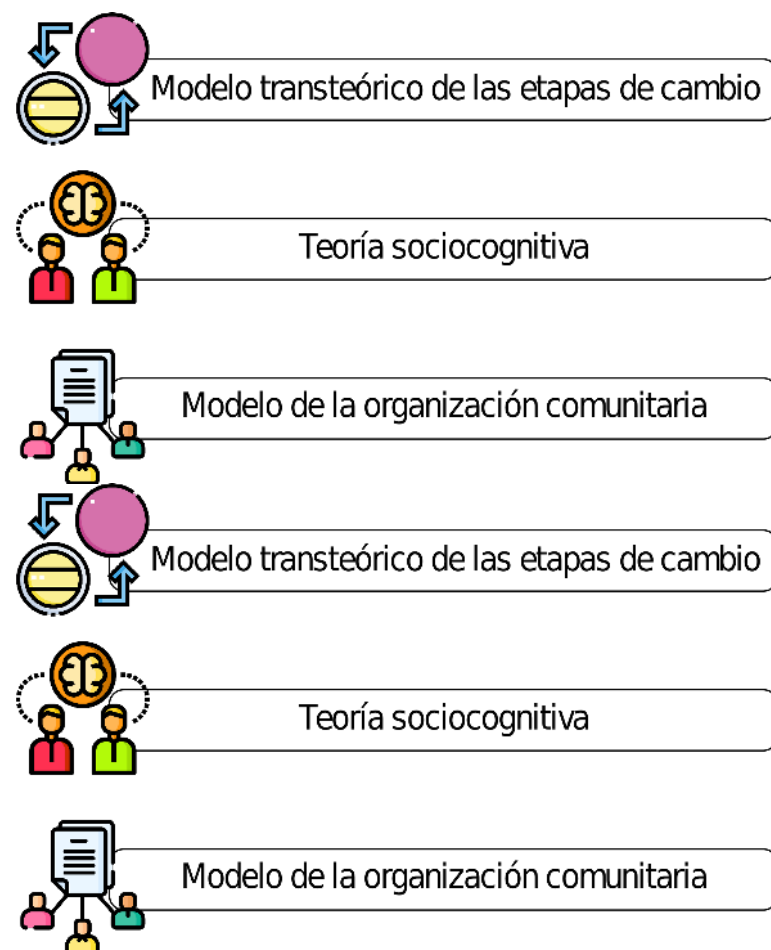 Modelo transteórico de las etapas de cambio
Teoría sociocognitiva
Modelo de la organización comunitaria
Modelo transteórico de las etapas de cambio
Teoría sociocognitiva
Modelo de la organización comunitaria